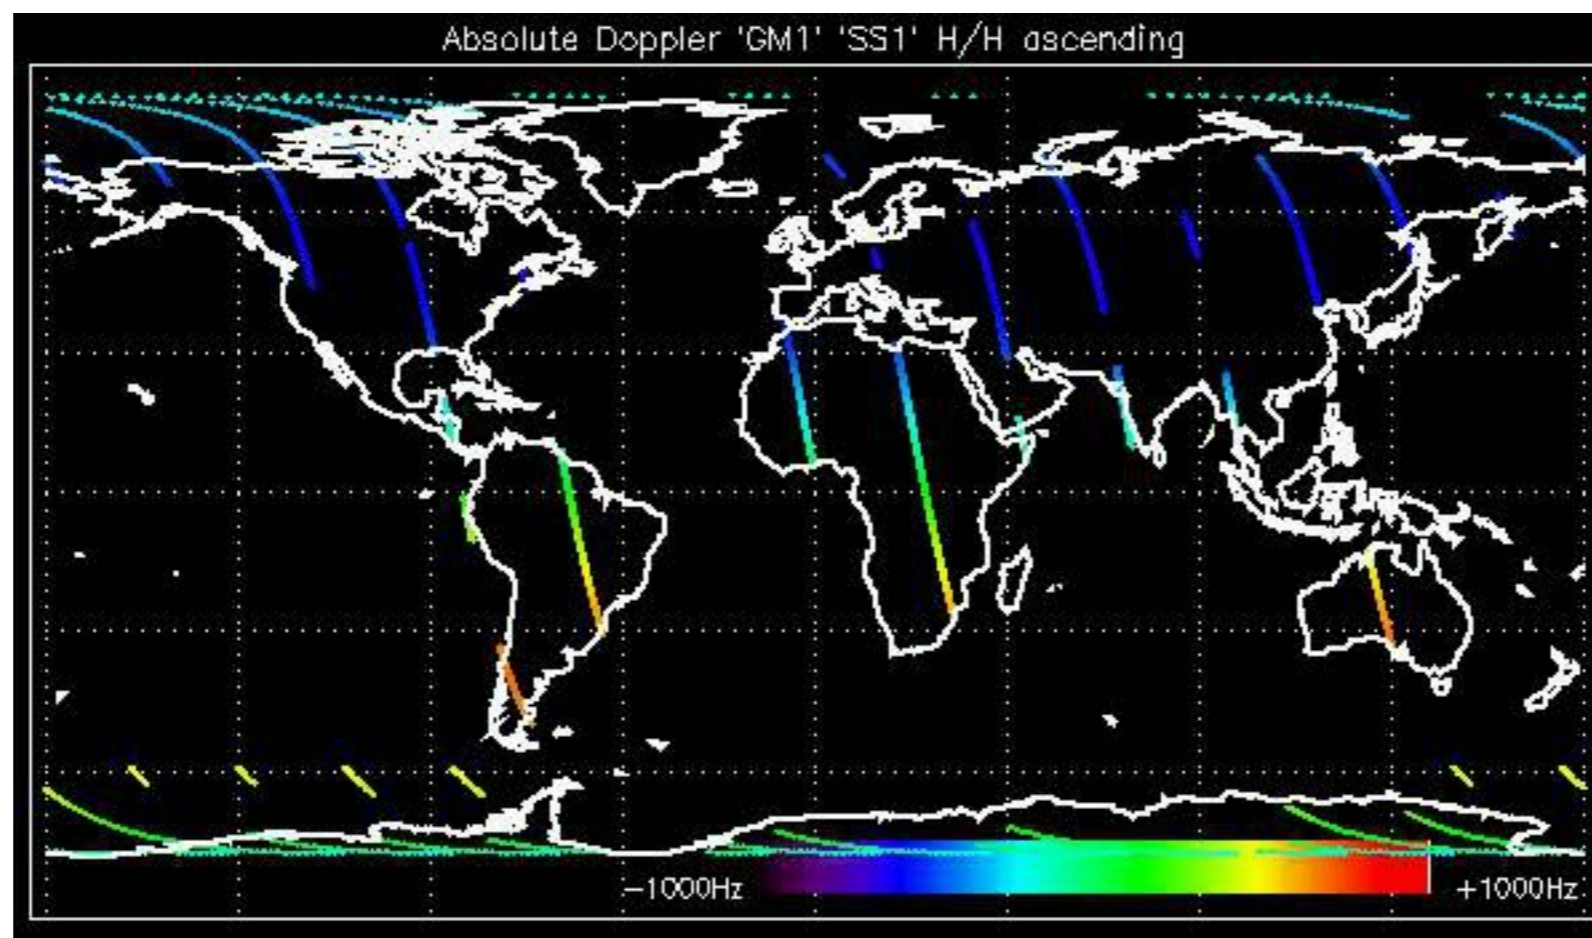 Absolute Doppler 'GM1' 'SS1' H/H ascending
-1000Hz +1000Hz